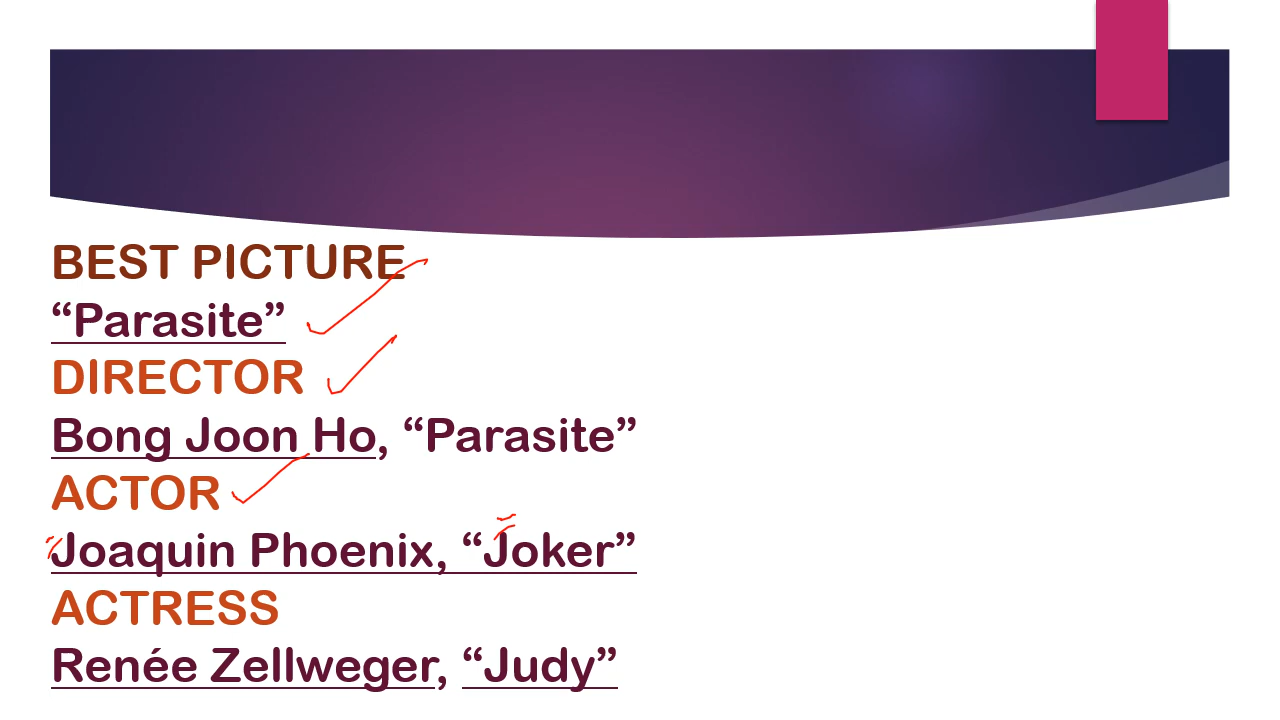 BEST PICTURE
“Parasite”
DIRECTOR
Bong Joon Ho, “Parasite”
ACTOR
Joaquin Phoenix, “Joker”
ACTRESS
Renée Zellweger, “Judy”